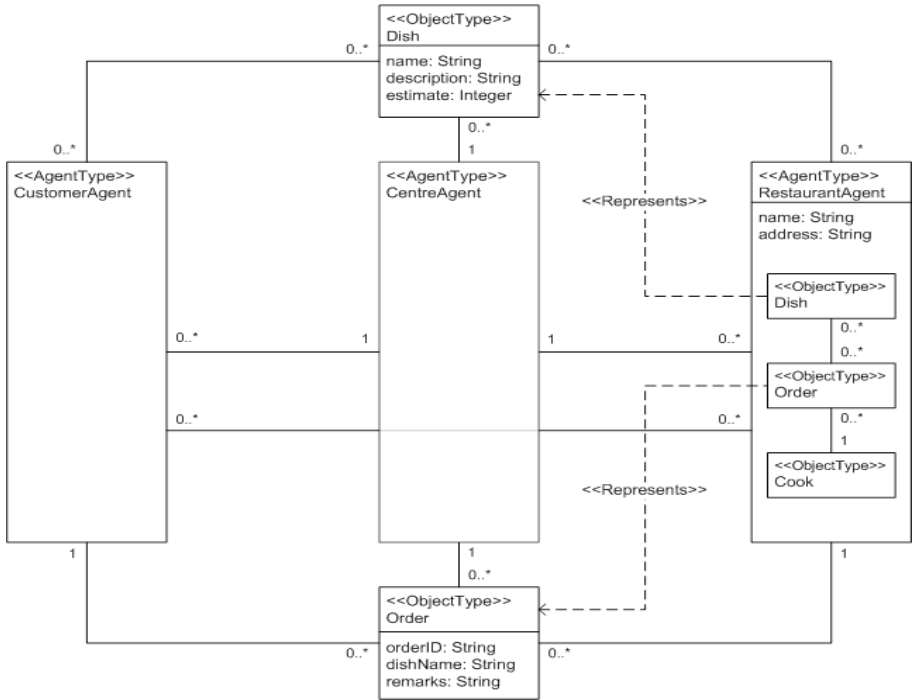 <<ObjectType>>
Dish
name: String
description: String
estimate: Integer
0..*
0..*
0..*
1
0..*
0..*
<<AgentType>>
CustomerAgent
<<AgentType>>
CentreAgent
<<AgentType>>
RestaurantAgent
name: String
address: String
<<Represents>>
<<ObjectType>>
Dish
0..*
0..*
<<ObjectType>>
Order
0..*
1
<<ObjectType>>
Cook
0..*
1
1
0..*
0..*
0..*
<<Represents>>
1
1
1
0..*
<<ObjectType>>
Order
orderID: String
dishName: String
remarks: String
0..*
0..*